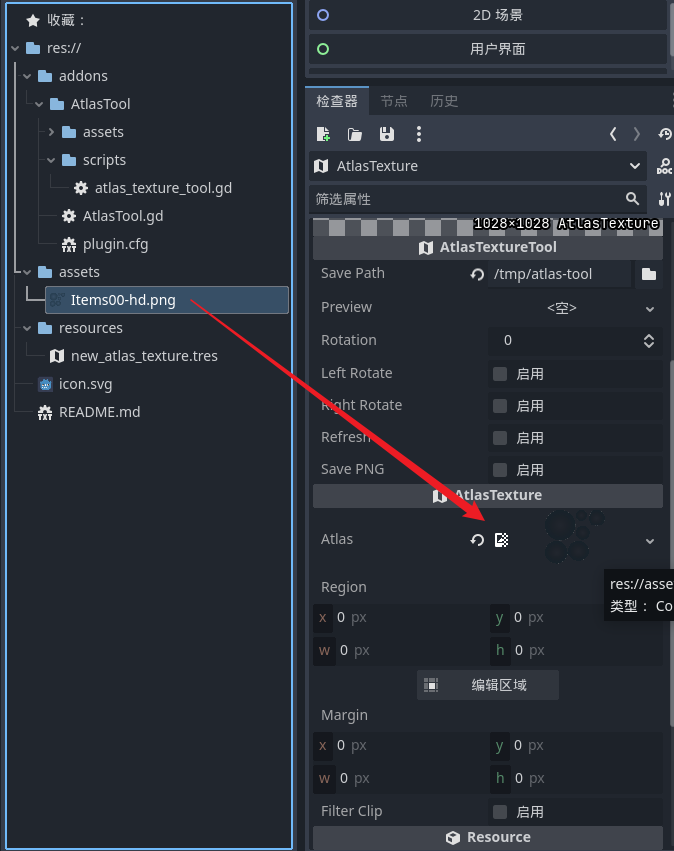 收藏：
res://
addons
AtlasTool
assets
scripts
atlas_texture_tool.gd
AtlasTool.gd
plugin.cfg
assets
Items00-hd.png
resources
new_atlas_texture.tres
icon.svg
README.md
2D 场景
用户界面
检查器 节点 历史
AtlasTexture
DOC
筛选属性
1028×1028 AtlasTexture
AtlasTextureTool
Save Path /tmp/atlas-tool
Preview <空>
Rotation 0
Left Rotate 启用
Right Rotate 启用
Refresh 启用
Save PNG 启用
AtlasTexture
Atlas
res://asse
类型： Co
Region
x 0 px y 0 px
w 0 px h 0 px
编辑区域
Margin
x 0 px y 0 px
w 0 px h 0 px
Filter Clip 启用
Resource